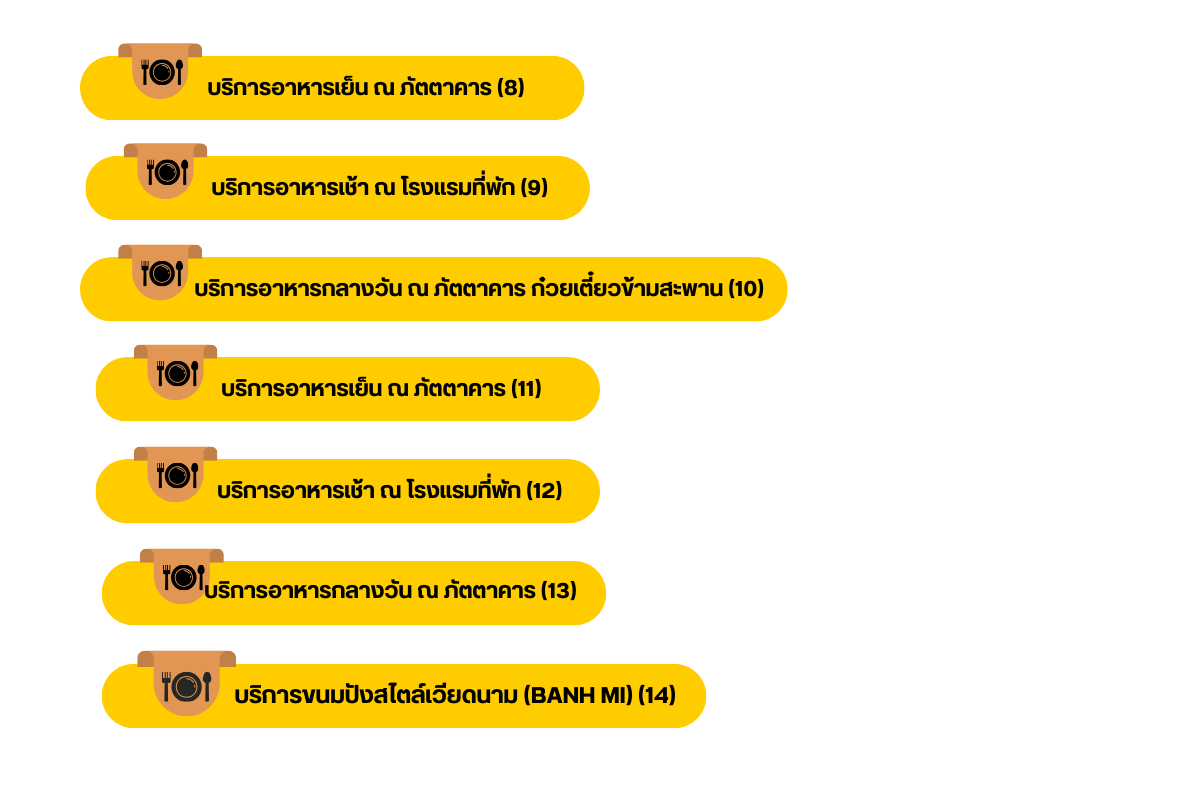 บริการอาหารเย็น ณ ภัตตาคาร (8)
บริการอาหารเช้า ณ โรงแรมที่พัก (9)
บริการอาหารกลางวัน ณ ภัตตาคาร ก๋วยเตี๋ยวข้ามสะพาน (10)
บริการอาหารเย็น ณ ภัตตาคาร (11)
บริการอาหารเช้า ณ โรงแรมที่พัก (12)
บริการอาหารกลางวัน ณ ภัตตาคาร (13)
บริการขนมปังสไตล์เวียดนาม (BANH MI) (14)